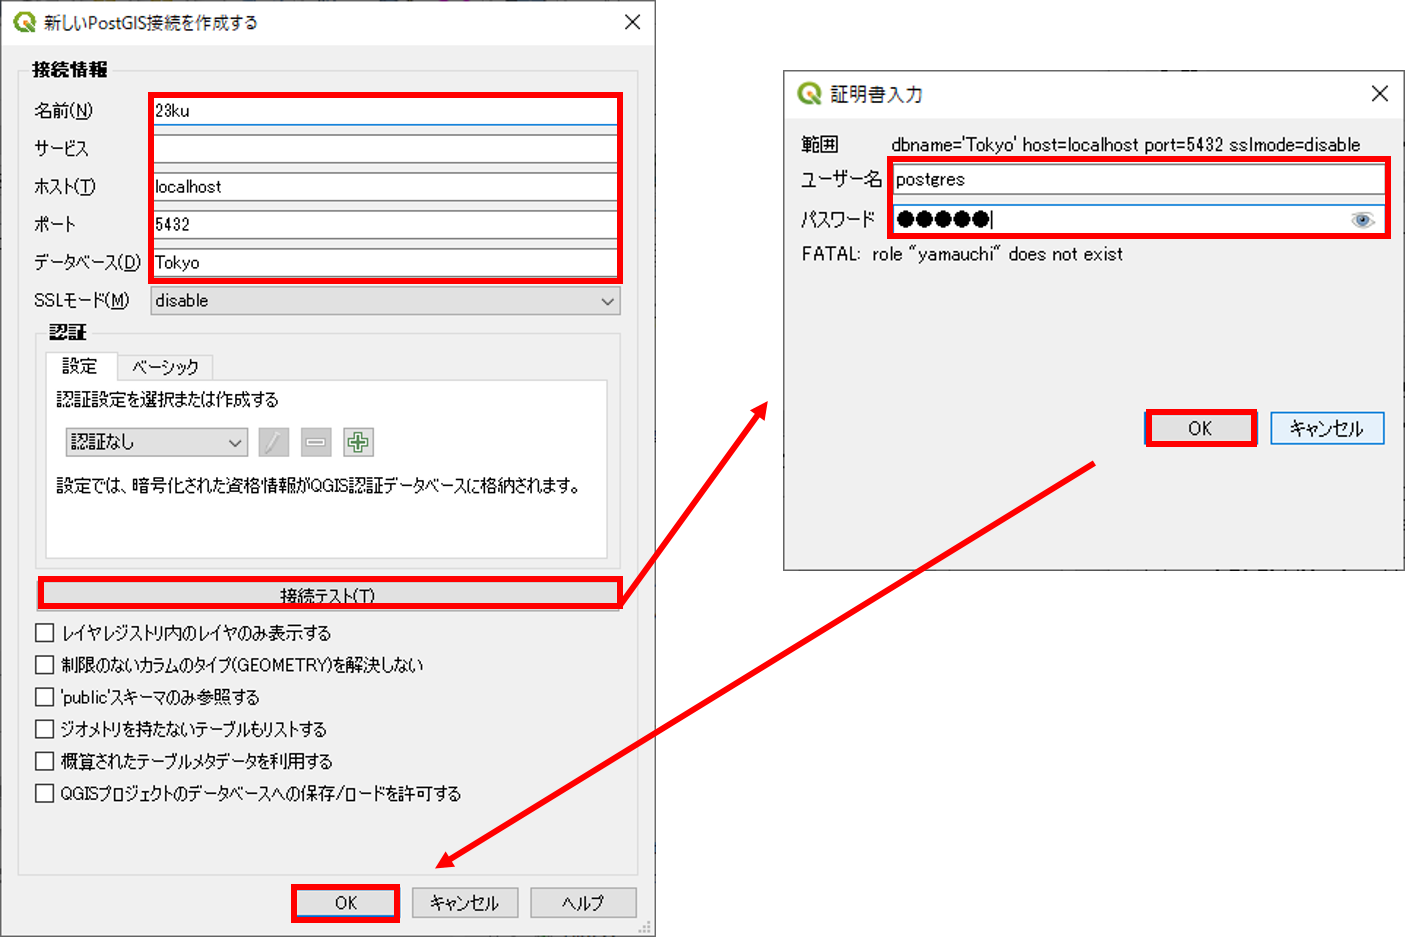 新しいPostGIS接続を作成する
接続情報
名前(N) 23ku
サービス
ホスト(T) localhost
ポート 5432
データベース(D) Tokyo
SSLモード(M) disable
認証
設定 ベーシック
認証設定を選択または作成する
認証なし
設定では、暗号化された資格情報がQGIS認証データベースに格納されます。
接続テスト(T)
レイヤレジストリ内のレイヤのみ表示する
制限のないカラムのタイプ(GEOMETRY)を解決しない
'public'スキーマのみ参照する
ジオメトリを持たないテーブルもリストする
概算されたテーブルメタデータを利用する
QGISプロジェクトのデータベースへの保存/ロードを許可する
OK キャンセル ヘルプ
証明書入力
範囲 dbname='Tokyo' host=localhost port=5432 sslmode=disable
ユーザー名 postgres
パスワード ●●●●●
FATAL: role "yamauchi" does not exist
OK キャンセル